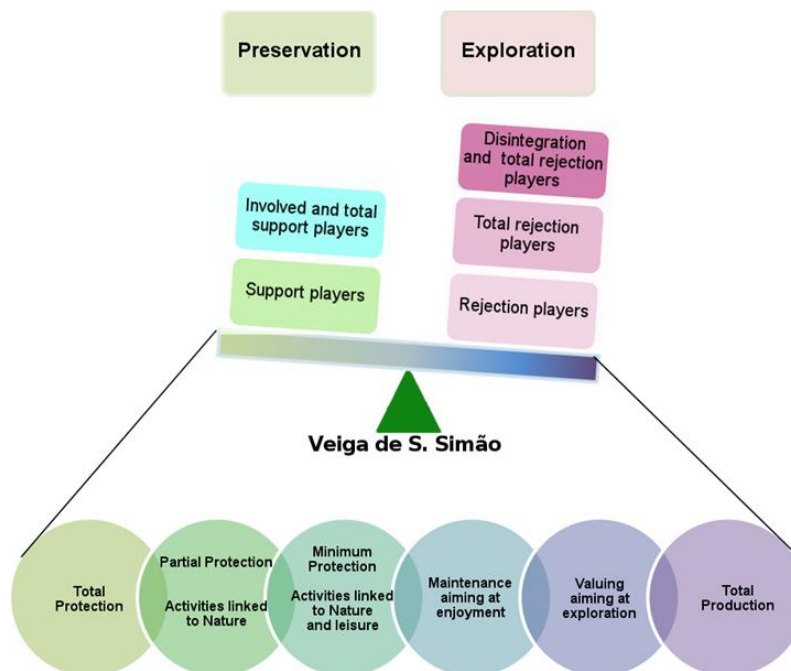 Preservation
Exploration
Disintegration
and total rejection
players
Involved and total
support players
Total rejection
players
Support players
Rejection players
Veiga de S. Simão
Total
Protection
Partial Protection
Activities linked
to Nature
Minimum
Protection
Activities linked
to Nature
and leisure
Maintenance
aiming at
enjoyment
Valuing
aiming at
exploration
Total
Production